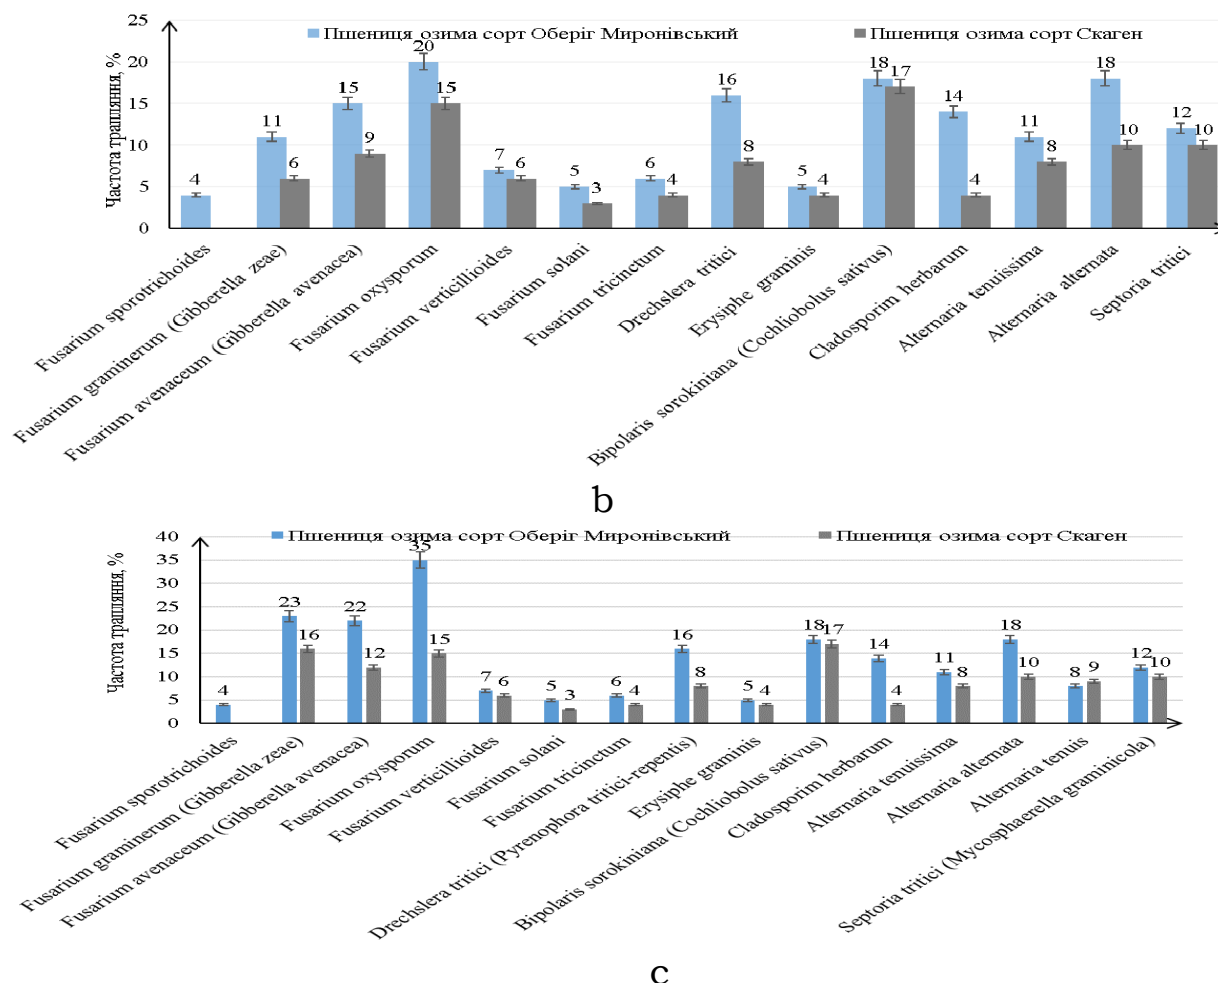 Пшениця озима сорт Оберіг Миронівський
Пшениця озима сорт Скаген
Частота трапляння, %
25
20
15
10
5
0
4
11 6
15 9
20 15
7 6
5 3
6 4
16 8
5 4
18 17
14 4
11 8
18 10
12 10
Fusarium sporotrichoides
Fusarium graminerum (Gibberella zeae)
Fusarium avenaceum (Gibberella avenacea)
Fusarium oxysporum
Fusarium verticillioides
Fusarium solani
Fusarium tricinctum
Drechslera tritici
Erysiphe graminis
Bipolaris sorokiniana (Cochliobolus sativus)
Cladosporim herbarum
Alternaria tenuissima
Alternaria alternata
Septoria tritici
b
Пшениця озима сорт Оберіг Миронівський
Пшениця озима сорт Скаген
Частота трапляння, %
40
35
30
25
20
15
10
5
0
4
23 16
22 12
35 15
7 6
5 3
6 4
16 8
5 4
18 17
14 4
11 8
18 10
8 9
12 10
Fusarium sporotrichoides
Fusarium graminerum (Gibberella zeae)
Fusarium avenaceum (Gibberella avenacea)
Fusarium oxysporum
Fusarium verticillioides
Fusarium solani
Fusarium tricinctum
Drechslera tritici (Pyrenophora tritici-repentis)
Erysiphe graminis
Bipolaris sorokiniana (Cochliobolus sativus)
Cladosporim herbarum
Alternaria tenuissima
Alternaria alternata
Alternaria tenuis
Septoria tritici (Mycosphaerella graminicola)
c